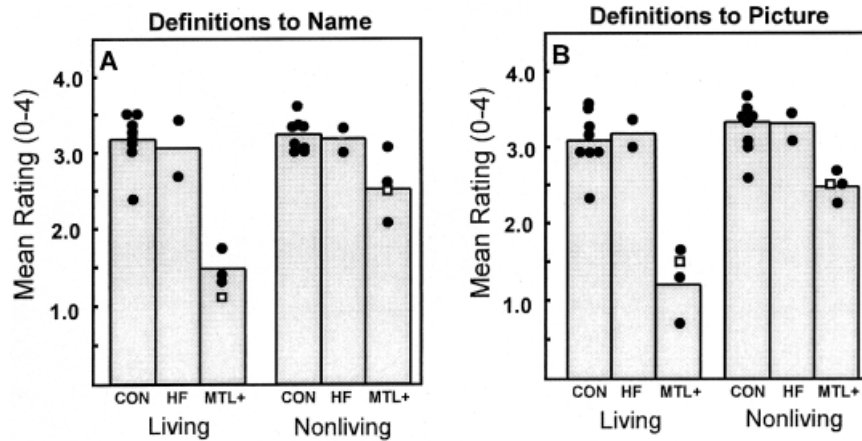 Definitions to Name
A
Mean Rating (0-4)
4.0
3.0
2.0
1.0
CON HF MTL+ CON HF MTL+
Living Nonliving
Definitions to Picture
B
Mean Rating (0-4)
4.0
3.0
2.0
1.0
CON HF MTL+ CON HF MTL+
Living Nonliving